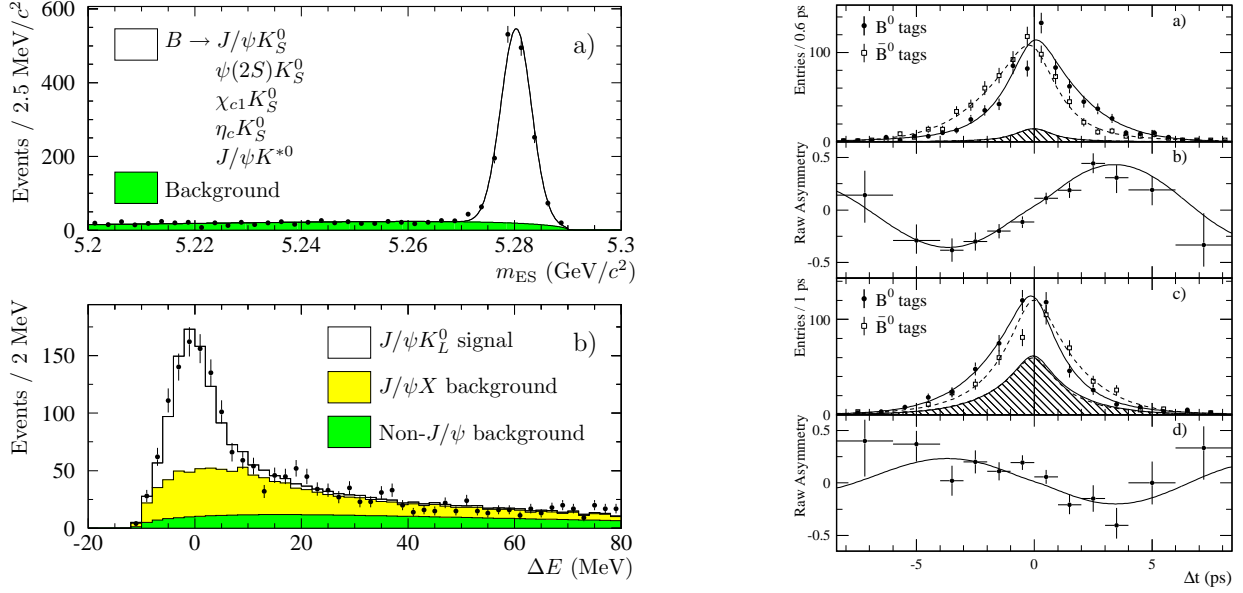 Events / 2.5 MeV/c²
600
400
200
0
B → J/ψK⁰_S
ψ(2S)K⁰_S
χ_c1K⁰_S
η_cK⁰_S
J/ψK*⁰
Background
a)
5.2 5.22 5.24 5.26 5.28 5.3
m_ES (GeV/c²)
Events / 2 MeV
150
100
50
0
J/ψK⁰_L signal
J/ψX background
Non-J/ψ background
b)
-20 0 20 40 60 80
ΔE (MeV)
Entries / 0.6 ps
100
0
B⁰ tags
B̄⁰ tags
a)
Raw Asymmetry
0.5
0
-0.5
b)
Entries / 1 ps
100
0
B⁰ tags
B̄⁰ tags
c)
Raw Asymmetry
0.5
0
-0.5
d)
-5 0 5
Δt (ps)